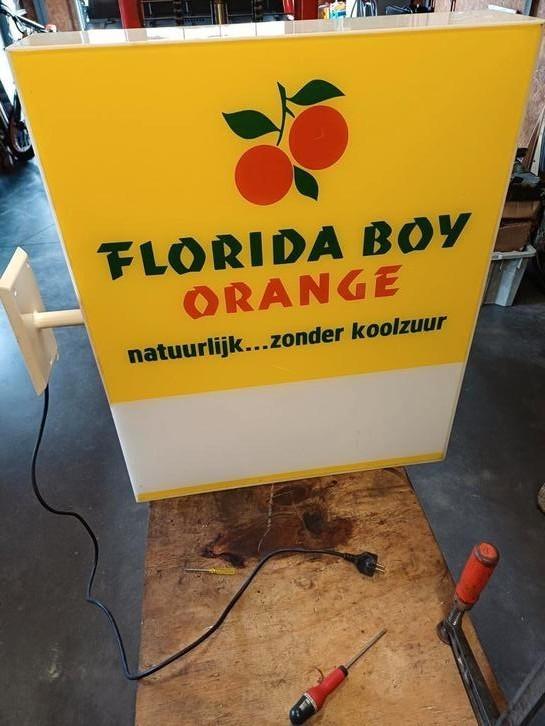 FLORIDA BOY
ORANGE
natuurlijk...zonder koolzuur